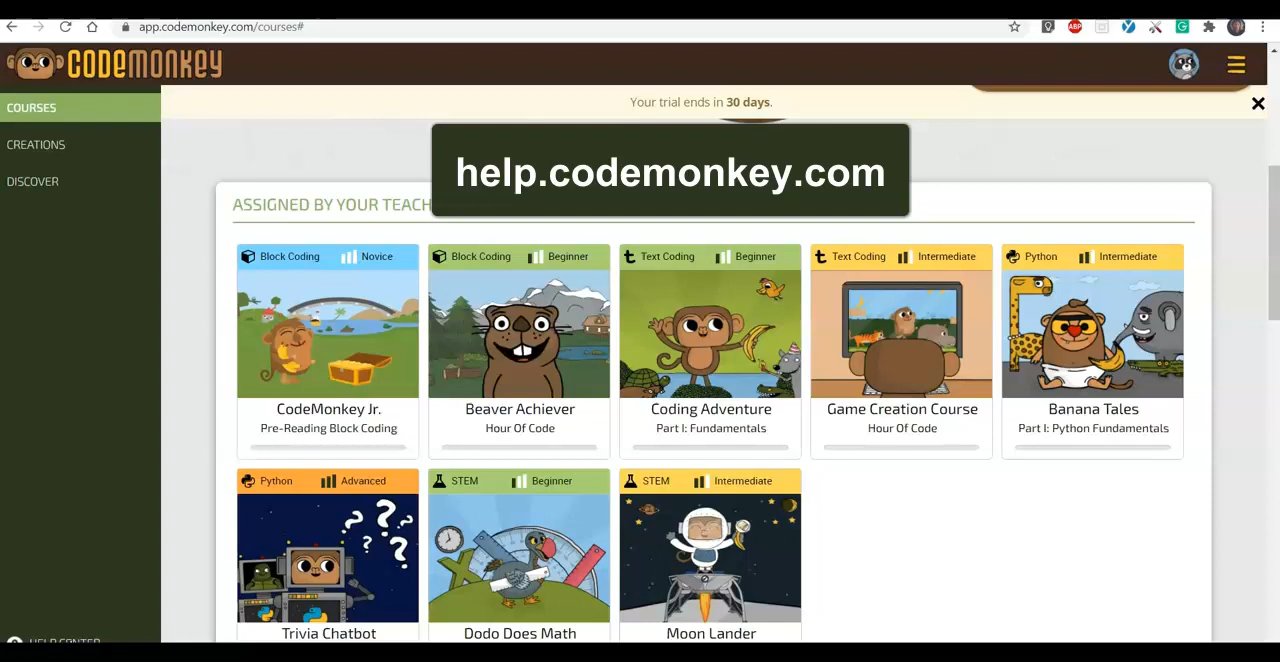 app.codemonkey.com/courses#
ABP
CODEMONKEY
COURSES
CREATIONS
DISCOVER
HELP CENTER
Your trial ends in 30 days.
help.codemonkey.com
ASSIGNED BY YOUR TEACH
Block Coding Novice
CodeMonkey Jr.
Pre-Reading Block Coding
Block Coding Beginner
Beaver Achiever
Hour Of Code
Text Coding Beginner
Coding Adventure
Part I: Fundamentals
Text Coding Intermediate
Game Creation Course
Hour Of Code
Python Intermediate
Banana Tales
Part I: Python Fundamentals
Python Advanced
? ? ? ? ?
Trivia Chatbot
STEM Beginner
Dodo Does Math
STEM Intermediate
Moon Lander